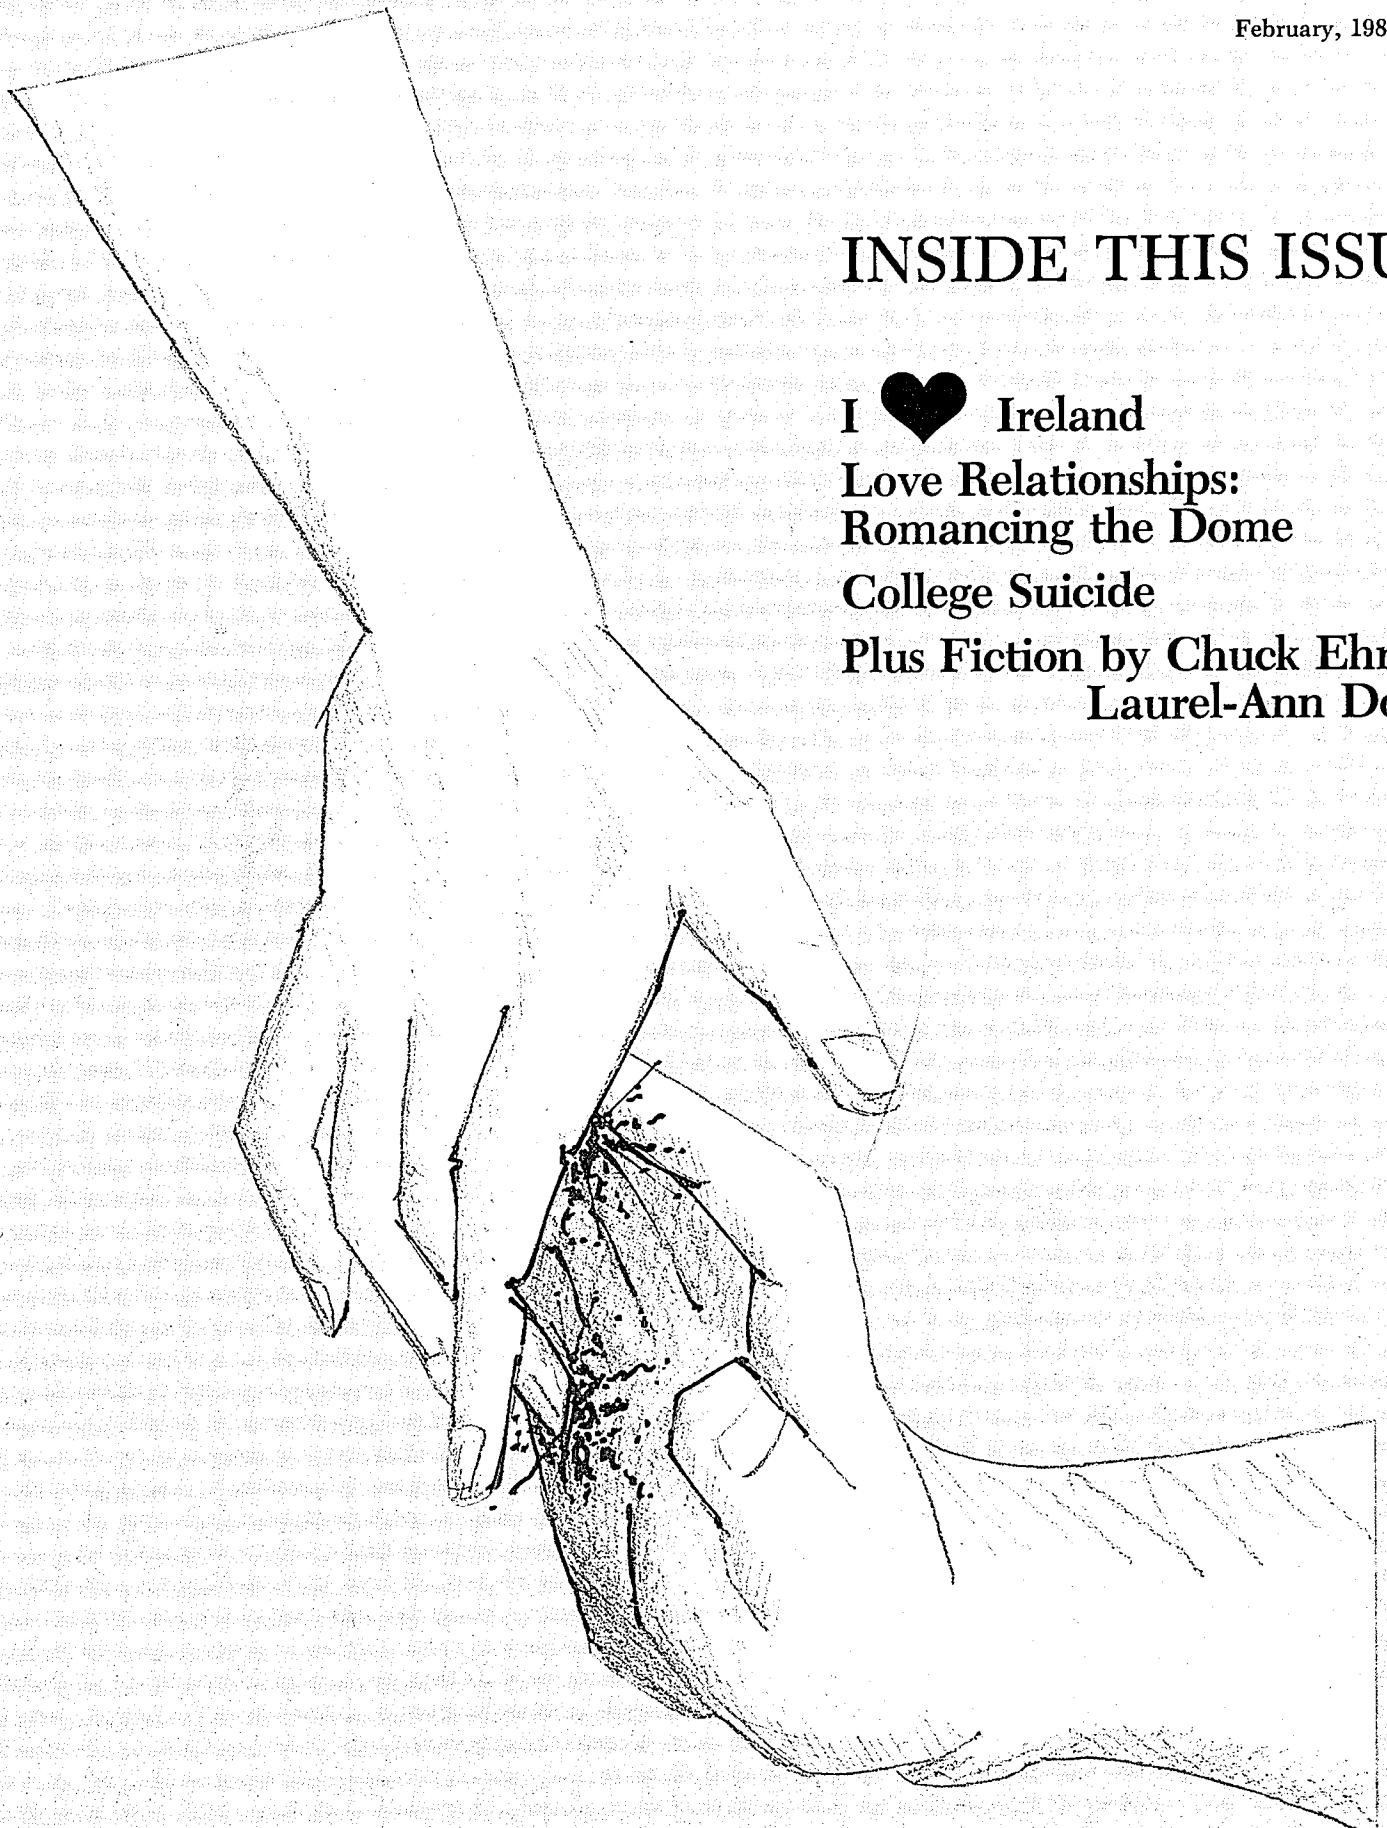 February, 198
INSIDE THIS ISSU
I ♥ Ireland
Love Relationships:
Romancing the Dome
College Suicide
Plus Fiction by Chuck Ehr
Laurel-Ann Do